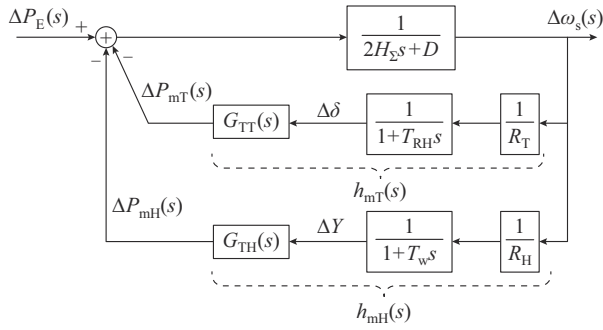 ΔP_E(s)
+
+
−
−
1
2H_Σs+D
Δω_s(s)
ΔP_mT(s)
G_TT(s)
Δδ
1
1+T_RHs
1
R_T
h_mT(s)
ΔP_mH(s)
G_TH(s)
ΔY
1
1+T_ws
1
R_H
h_mH(s)